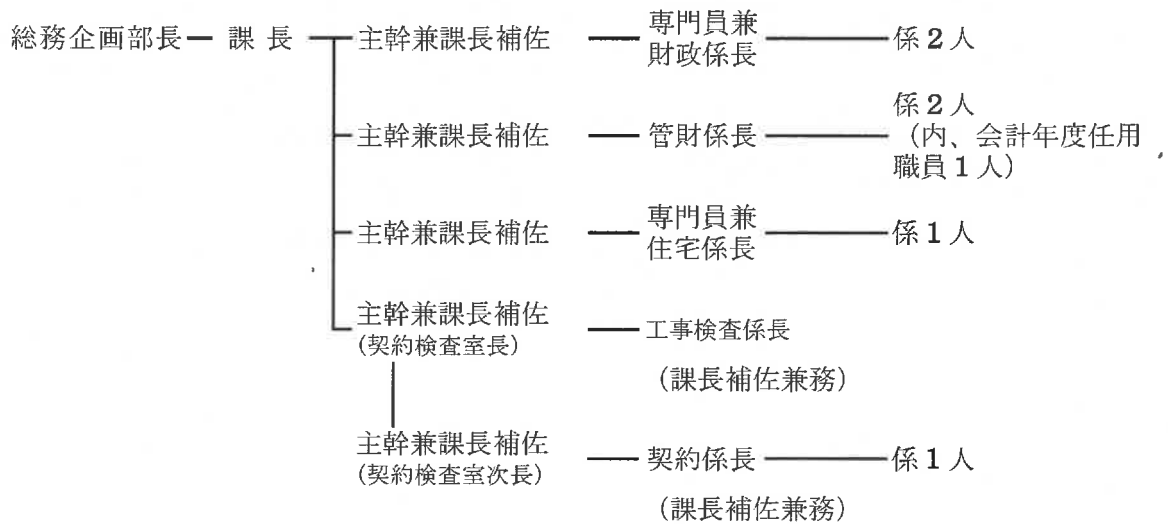 総務企画部長 課長 主幹兼課長補佐 専門員兼
財政係長 係2人
主幹兼課長補佐 管財係長 係2人
（内、会計年度任用
職員1人）
主幹兼課長補佐 専門員兼
住宅係長 係1人
主幹兼課長補佐
(契約検査室長) 工事検査係長
（課長補佐兼務）
主幹兼課長補佐
(契約検査室次長) 契約係長 係1人
（課長補佐兼務）